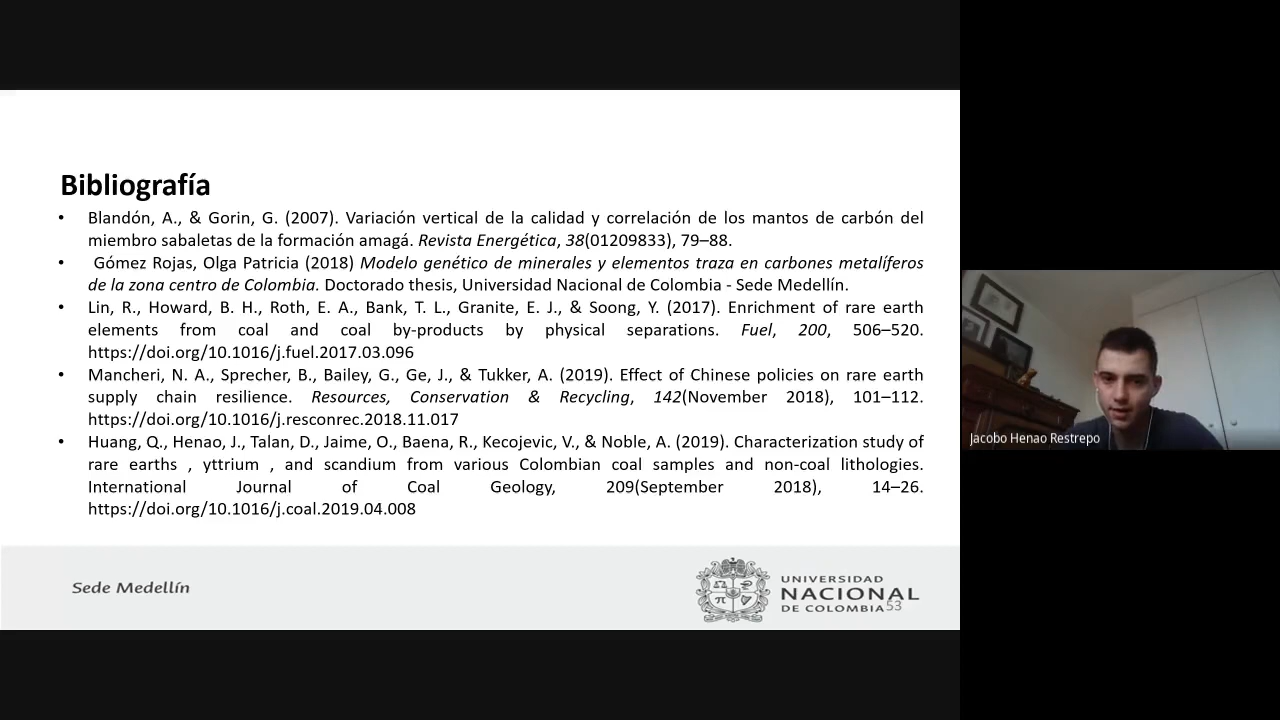 Bibliografía
• Blandón, A., & Gorin, G. (2007). Variación vertical de la calidad y correlación de los mantos de carbón del
miembro sabaletas de la formación amagá. Revista Energética, 38(01209833), 79–88.
• Gómez Rojas, Olga Patricia (2018) Modelo genético de minerales y elementos traza en carbones metalíferos
de la zona centro de Colombia. Doctorado thesis, Universidad Nacional de Colombia - Sede Medellín.
• Lin, R., Howard, B. H., Roth, E. A., Bank, T. L., Granite, E. J., & Soong, Y. (2017). Enrichment of rare earth
elements from coal and coal by-products by physical separations. Fuel, 200, 506–520.
https://doi.org/10.1016/j.fuel.2017.03.096
• Mancheri, N. A., Sprecher, B., Bailey, G., Ge, J., & Tukker, A. (2019). Effect of Chinese policies on rare earth
supply chain resilience. Resources, Conservation & Recycling, 142(November 2018), 101–112.
https://doi.org/10.1016/j.resconrec.2018.11.017
• Huang, Q., Henao, J., Talan, D., Jaime, O., Baena, R., Kecojevic, V., & Noble, A. (2019). Characterization study of
rare earths , yttrium , and scandium from various Colombian coal samples and non-coal lithologies.
International Journal of Coal Geology, 209(September 2018), 14–26.
https://doi.org/10.1016/j.coal.2019.04.008
Sede Medellín
UNIVERSIDAD
NACIONAL
DE COLOMBIA
53
Jacobo Henao Restrepo